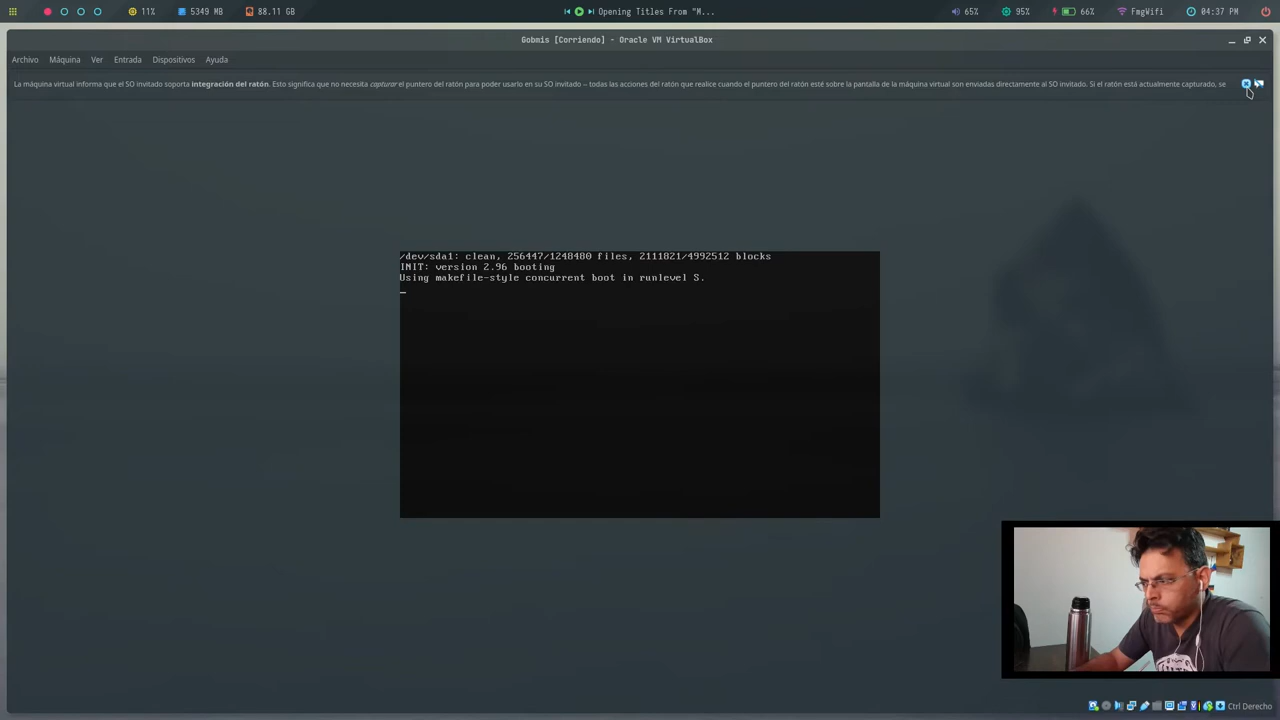 11% 5349 MB 88.11 GB Opening Titles From "M... 65% 95% 66% FmgWifi 04:37 PM
Gobmis [Corriendo] - Oracle VM VirtualBox
Archivo Máquina Ver Entrada Dispositivos Ayuda
La máquina virtual informa que el SO invitado soporta integración del ratón. Esto significa que no necesita capturar el puntero del ratón para poder usarlo en su SO invitado -- todas las acciones del ratón que realice cuando el puntero del ratón esté sobre la pantalla de la máquina virtual son enviadas directamente al SO invitado. Si el ratón está actualmente capturado, se
/dev/sda1: clean, 256447/1248480 files, 2111821/4992512 blocks
INIT: version 2.96 booting
Using makefile-style concurrent boot in runlevel S.
Ctrl Derecho